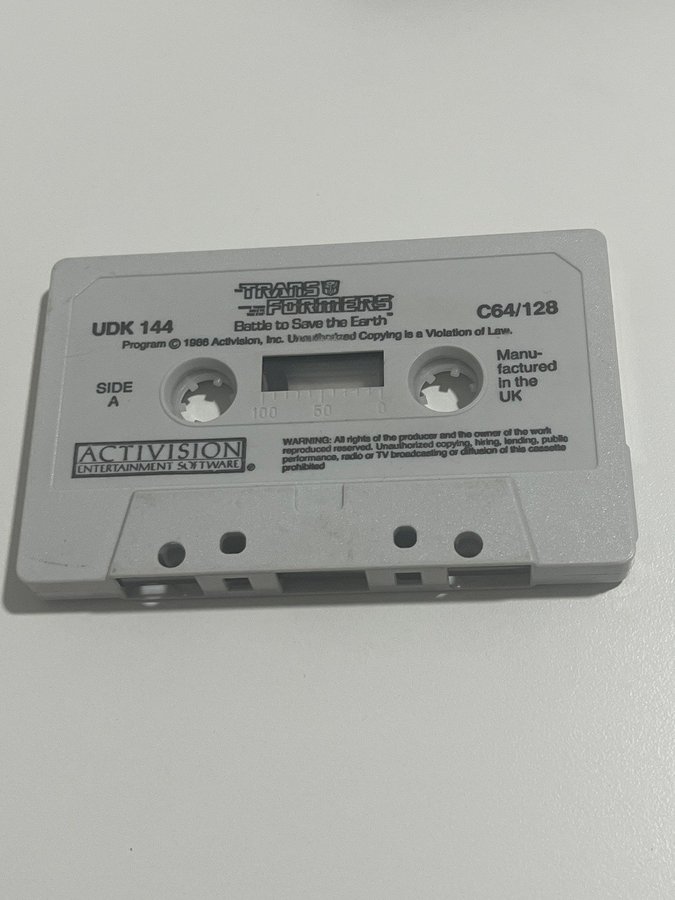 TRANS
FORMERS™
UDK 144
Battle to Save the Earth™
C64/128
Program © 1986 Activision, Inc. Unauthorized Copying is a Violation of Law.
SIDE
A
Manu-
factured
in the
UK
100 50 0
ACTIVISION
ENTERTAINMENT SOFTWARE
WARNING: All rights of the producer and the owner of the work
reproduced reserved. Unauthorized copying, hiring, lending, public
performance, radio or TV broadcasting or diffusion of this cassette
prohibited